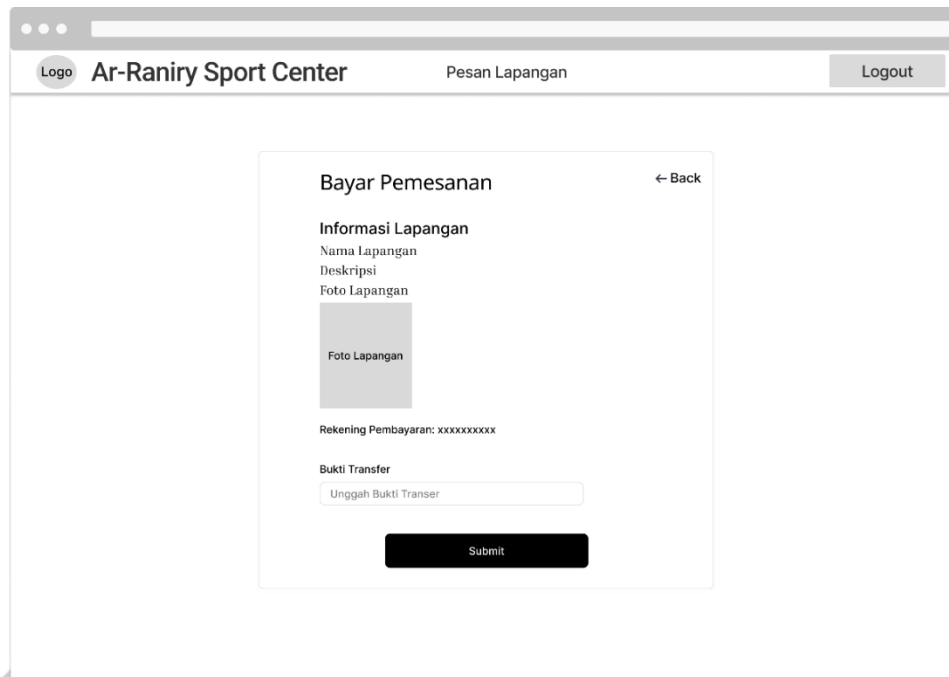 Logo Ar-Raniry Sport Center Pesan Lapangan Logout
Bayar Pemesanan ← Back
Informasi Lapangan
Nama Lapangan
Deskripsi
Foto Lapangan
Foto Lapangan
Rekening Pembayaran: xxxxxxxxxx
Bukti Transfer
Unggah Bukti Transer
Submit